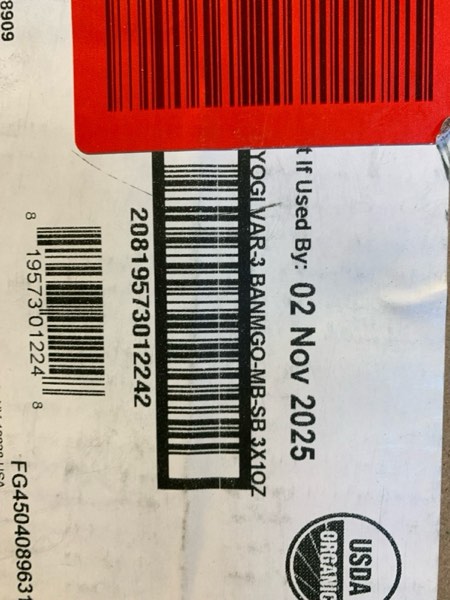 t If Used By: 02 Nov 2025
YOGI VAR-3 BANMGO-MB-SB 3X1OZ
20819573012242
8 19573 01224 8
USDA
ORGANIC
8909
FG4504089631